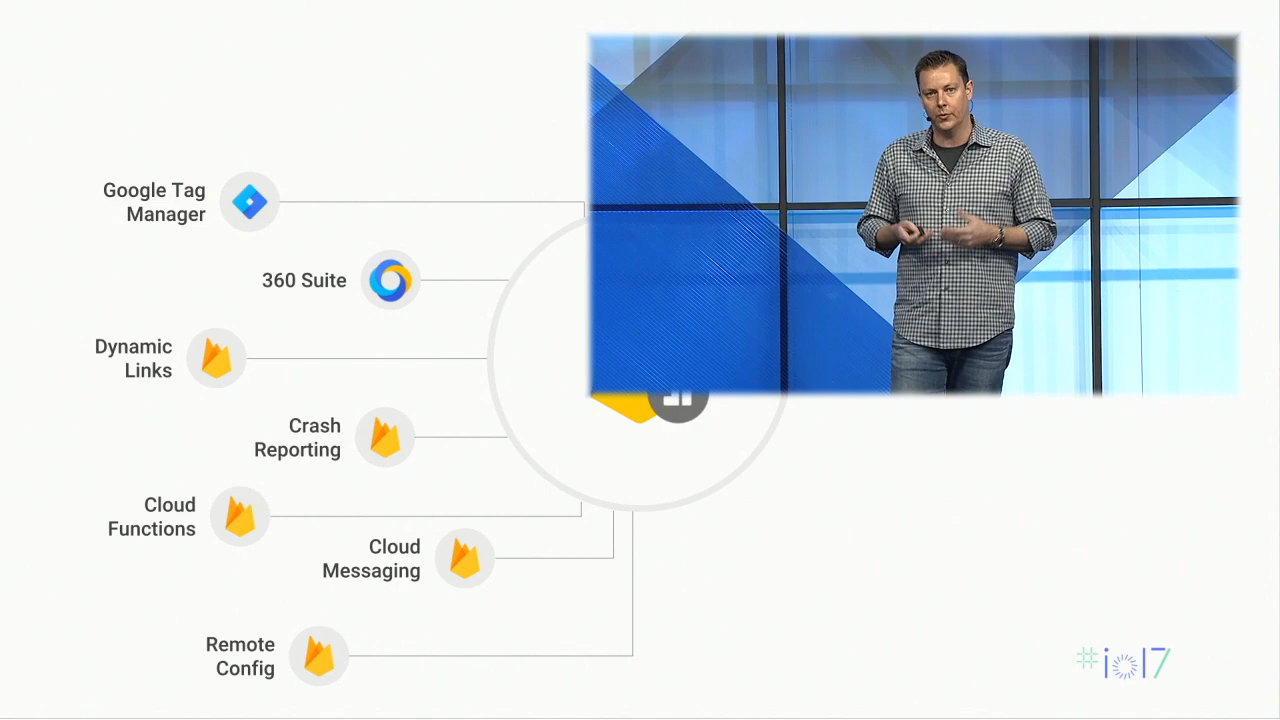 Google Tag
Manager
360 Suite
Dynamic
Links
Crash
Reporting
Cloud
Functions
Cloud
Messaging
Remote
Config
#io17